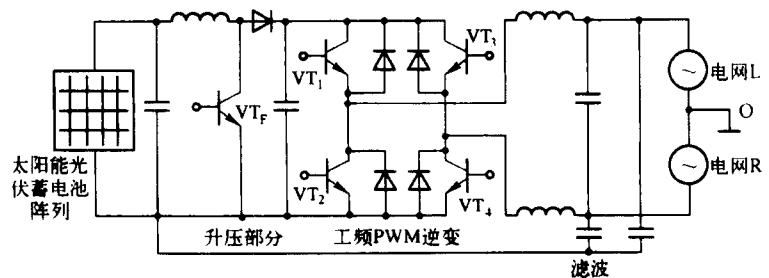 VT₁
VT₃
VT_F
VT₂
VT₄
电网L
O
电网R
太阳能光
伏蓄电池
阵列
升压部分
工频PWM逆变
滤波